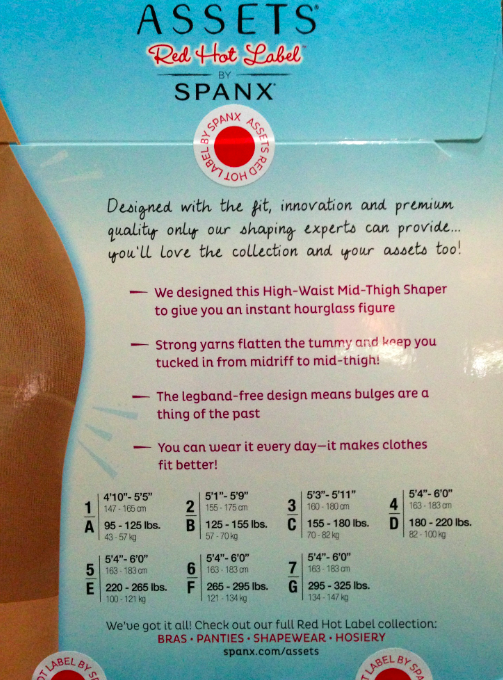 ASSETS®
Red Hot Label™
BY
SPANX®
LABEL BY SPANX ASSETS RED HOT
Designed with the fit, innovation and premium
quality only our shaping experts can provide...
you'll love the collection and your assets too!
— We designed this High-Waist Mid-Thigh Shaper
to give you an instant hourglass figure
— Strong yarns flatten the tummy and keep you
tucked in from midriff to mid-thigh!
— The legband-free design means bulges are a
thing of the past
— You can wear it every day—it makes clothes
fit better!
1 A 4'10"- 5'5"
147 - 165 cm
95 - 125 lbs.
43 - 57 kg
2 B 5'1"- 5'9"
155 - 175 cm
125 - 155 lbs.
57 - 70 kg
3 C 5'3"- 5'11"
160 - 180 cm
155 - 180 lbs.
70 - 82 kg
4 D 5'4"- 6'0"
163 - 183 cm
180 - 220 lbs.
82 - 100 kg
5 E 5'4"- 6'0"
163 - 183 cm
220 - 265 lbs.
100 - 121 kg
6 F 5'4"- 6'0"
163 - 183 cm
265 - 295 lbs.
121 - 134 kg
7 G 5'4"- 6'0"
163 - 183 cm
295 - 325 lbs.
134 - 147 kg
We've got it all! Check out our full Red Hot Label collection:
BRAS • PANTIES • SHAPEWEAR • HOSIERY
spanx.com/assets
LABEL BY
LABEL BY